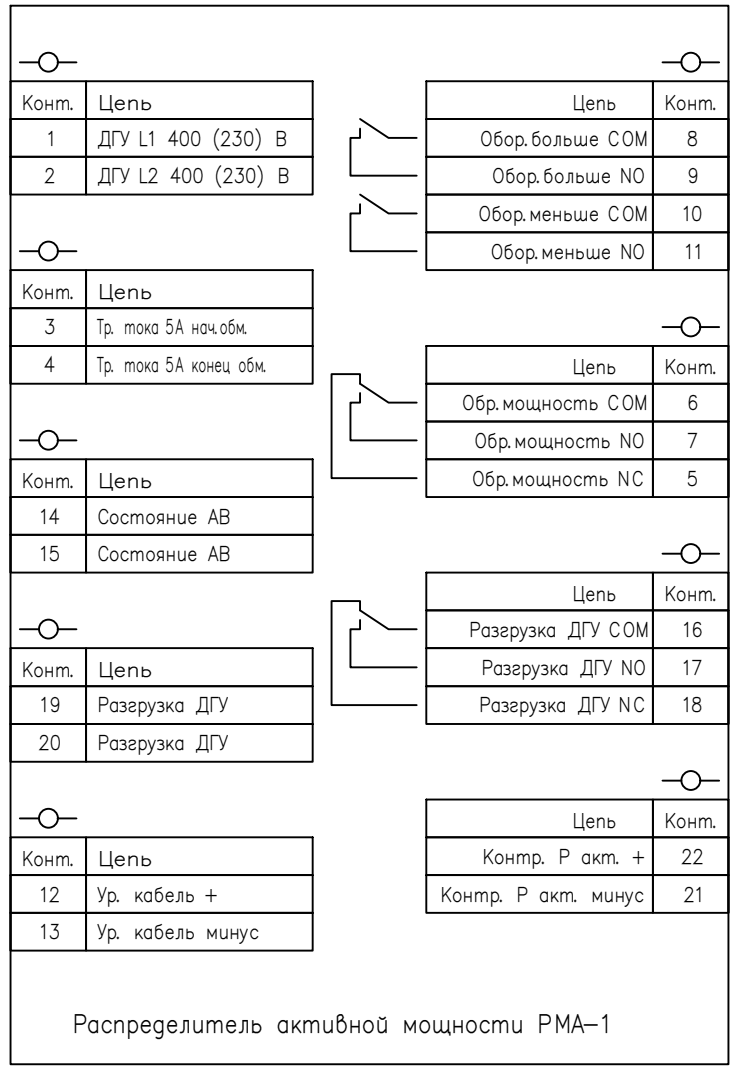 Конт. Цепь
1 ДГУ L1 400 (230) В
2 ДГУ L2 400 (230) В
Конт. Цепь
3 Тр. тока 5А нач.обм.
4 Тр. тока 5А конец обм.
Конт. Цепь
14 Состояние АВ
15 Состояние АВ
Конт. Цепь
19 Разгрузка ДГУ
20 Разгрузка ДГУ
Конт. Цепь
12 Ур. кабель +
13 Ур. кабель минус
Цепь Конт.
Обор.больше COM 8
Обор.больше NO 9
Обор.меньше COM 10
Обор.меньше NO 11
Цепь Конт.
Обр.мощность COM 6
Обр.мощность NO 7
Обр.мощность NC 5
Цепь Конт.
Разгрузка ДГУ COM 16
Разгрузка ДГУ NO 17
Разгрузка ДГУ NC 18
Цепь Конт.
Контр. Р акт. + 22
Контр. Р акт. минус 21
Распределитель активной мощности РМА-1